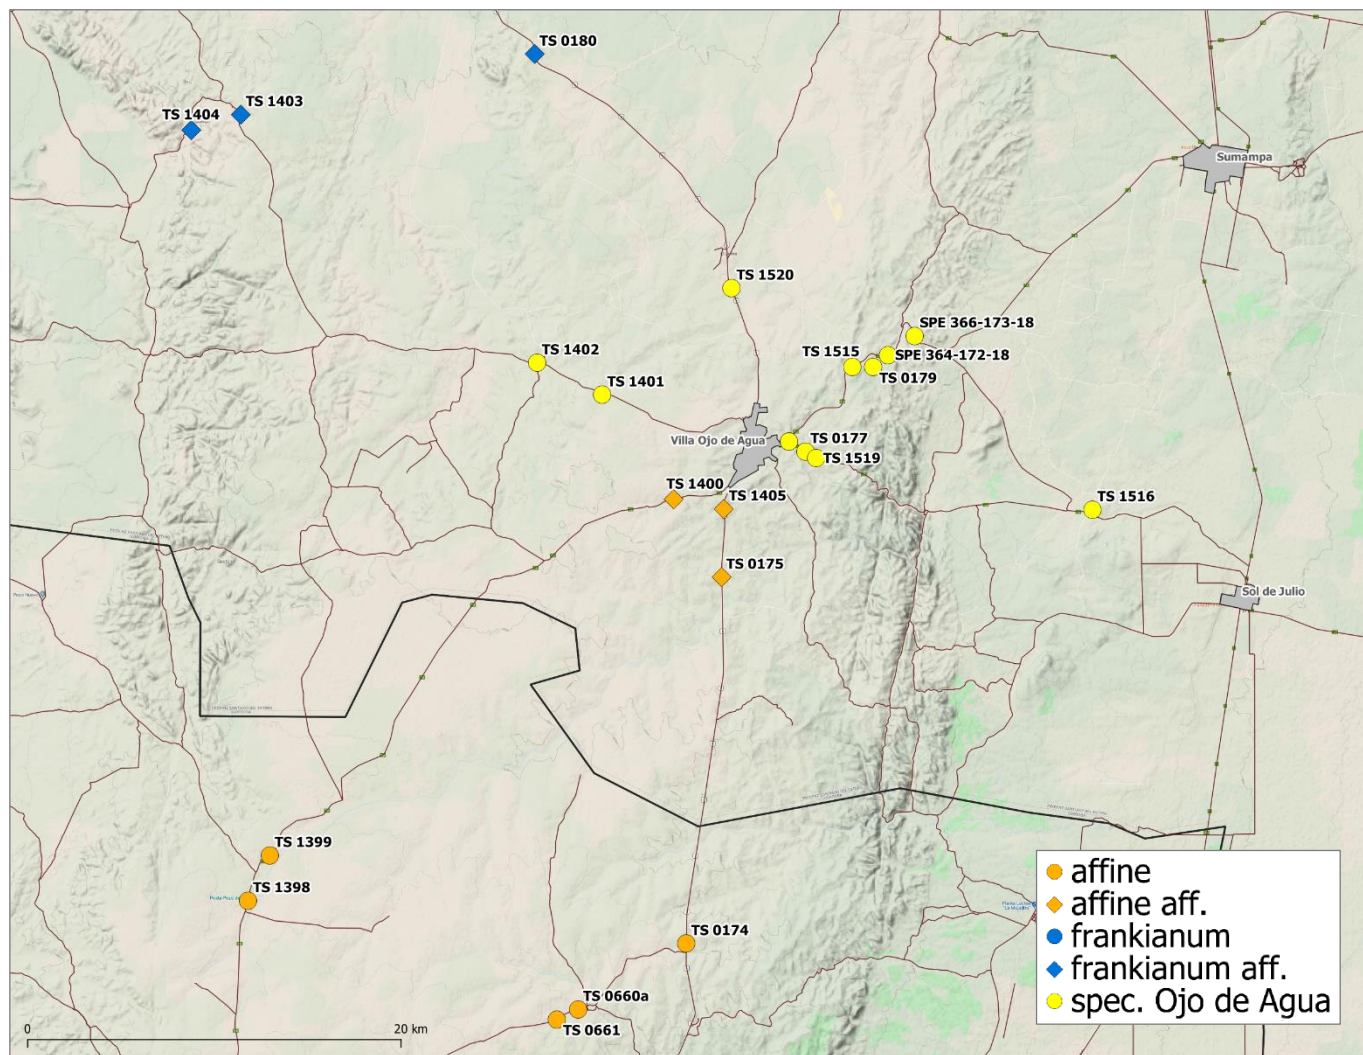 TS 0180
TS 1403
TS 1404
Sumampa
TS 1520
SPE 366-173-18
TS 1402
TS 1515
SPE 364-172-18
TS 0179
TS 1401
Villa Ojo de Agua
TS 0177
TS 1519
TS 1400
TS 1405
TS 1516
TS 0175
Sol de Julio
TS 1399
TS 1398
TS 0174
TS 0660a
TS 0661
affine
affine aff.
frankianum
frankianum aff.
spec. Ojo de Agua
0
20 km